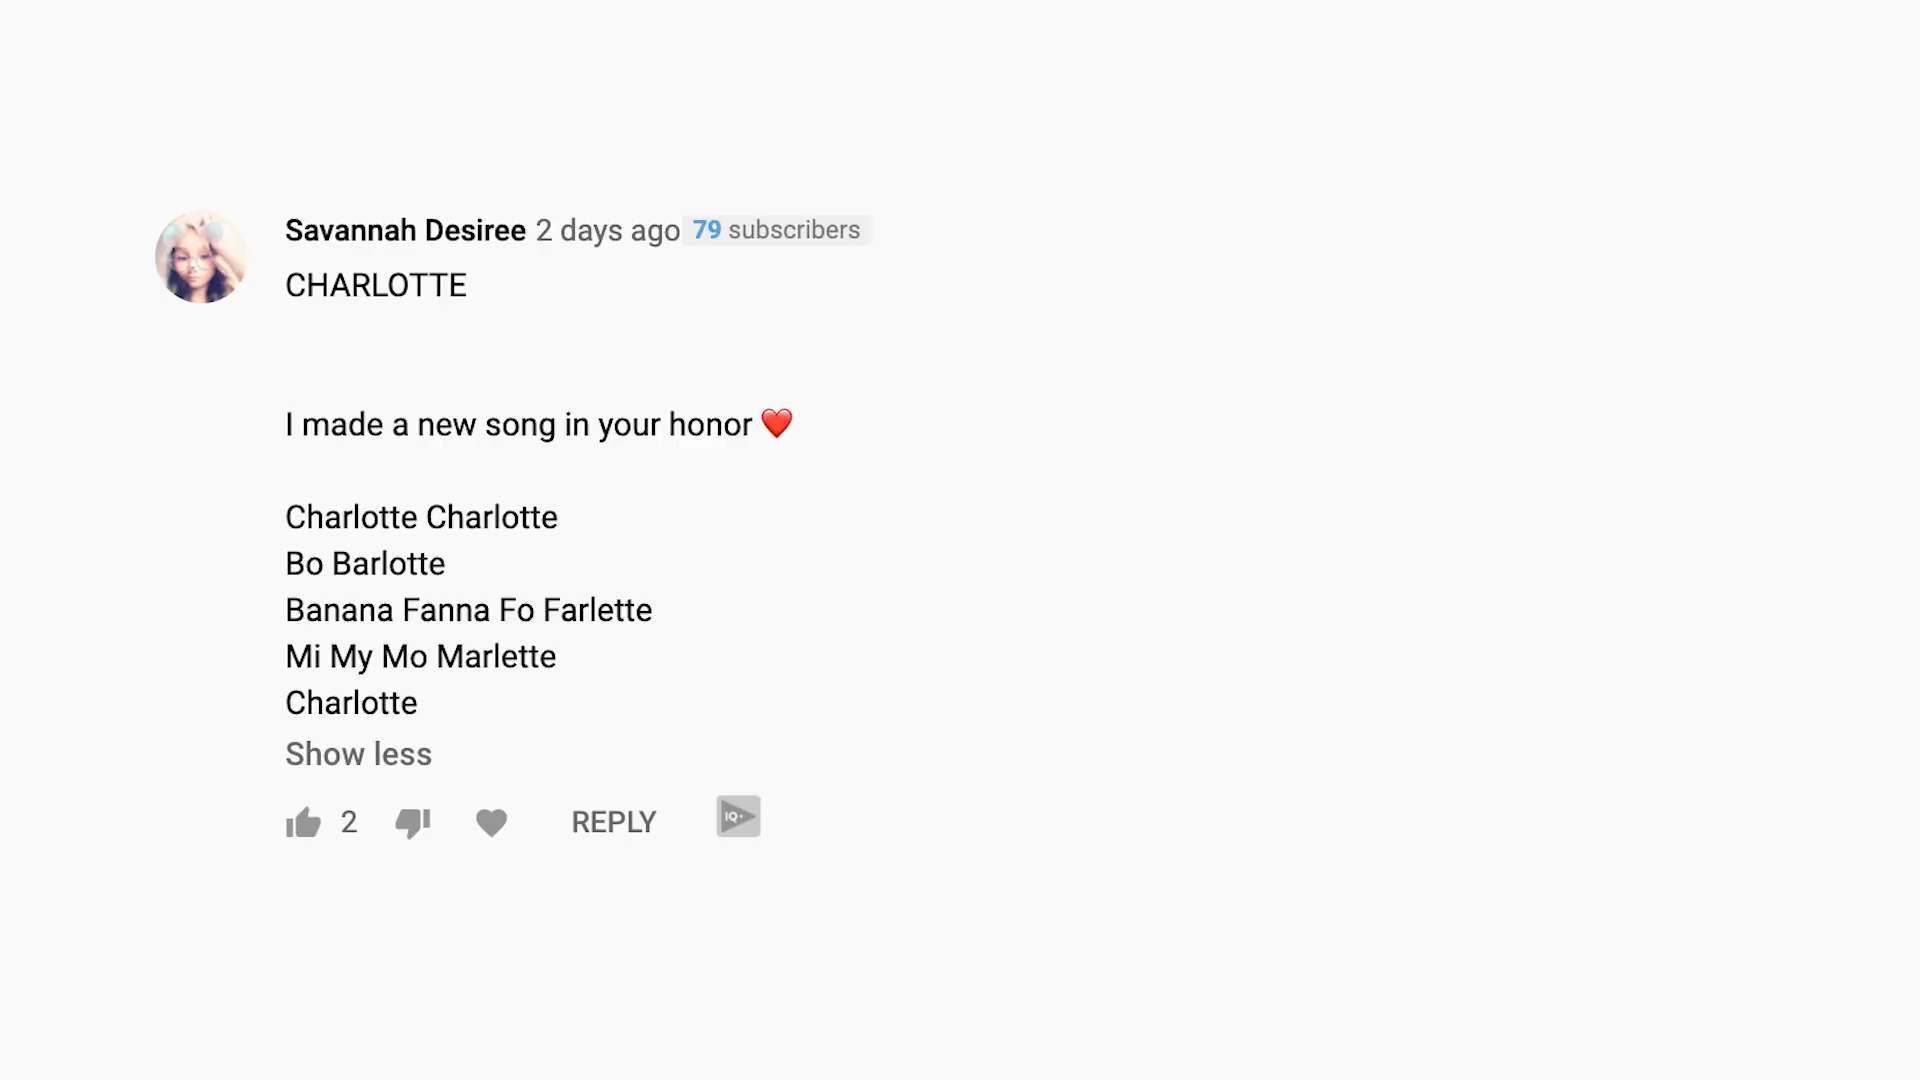 Savannah Desiree 2 days ago 79 subscribers
CHARLOTTE
I made a new song in your honor ❤️
Charlotte Charlotte
Bo Barlotte
Banana Fanna Fo Farlette
Mi My Mo Marlette
Charlotte
Show less
2 REPLY IQ+